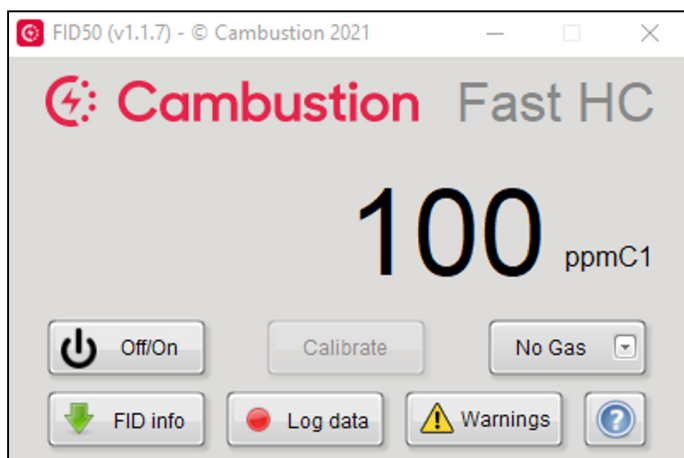 FID50 (v1.1.7) - © Cambustion 2021
Cambustion Fast HC
100 ppmC1
Off/On Calibrate No Gas
FID info Log data Warnings ?